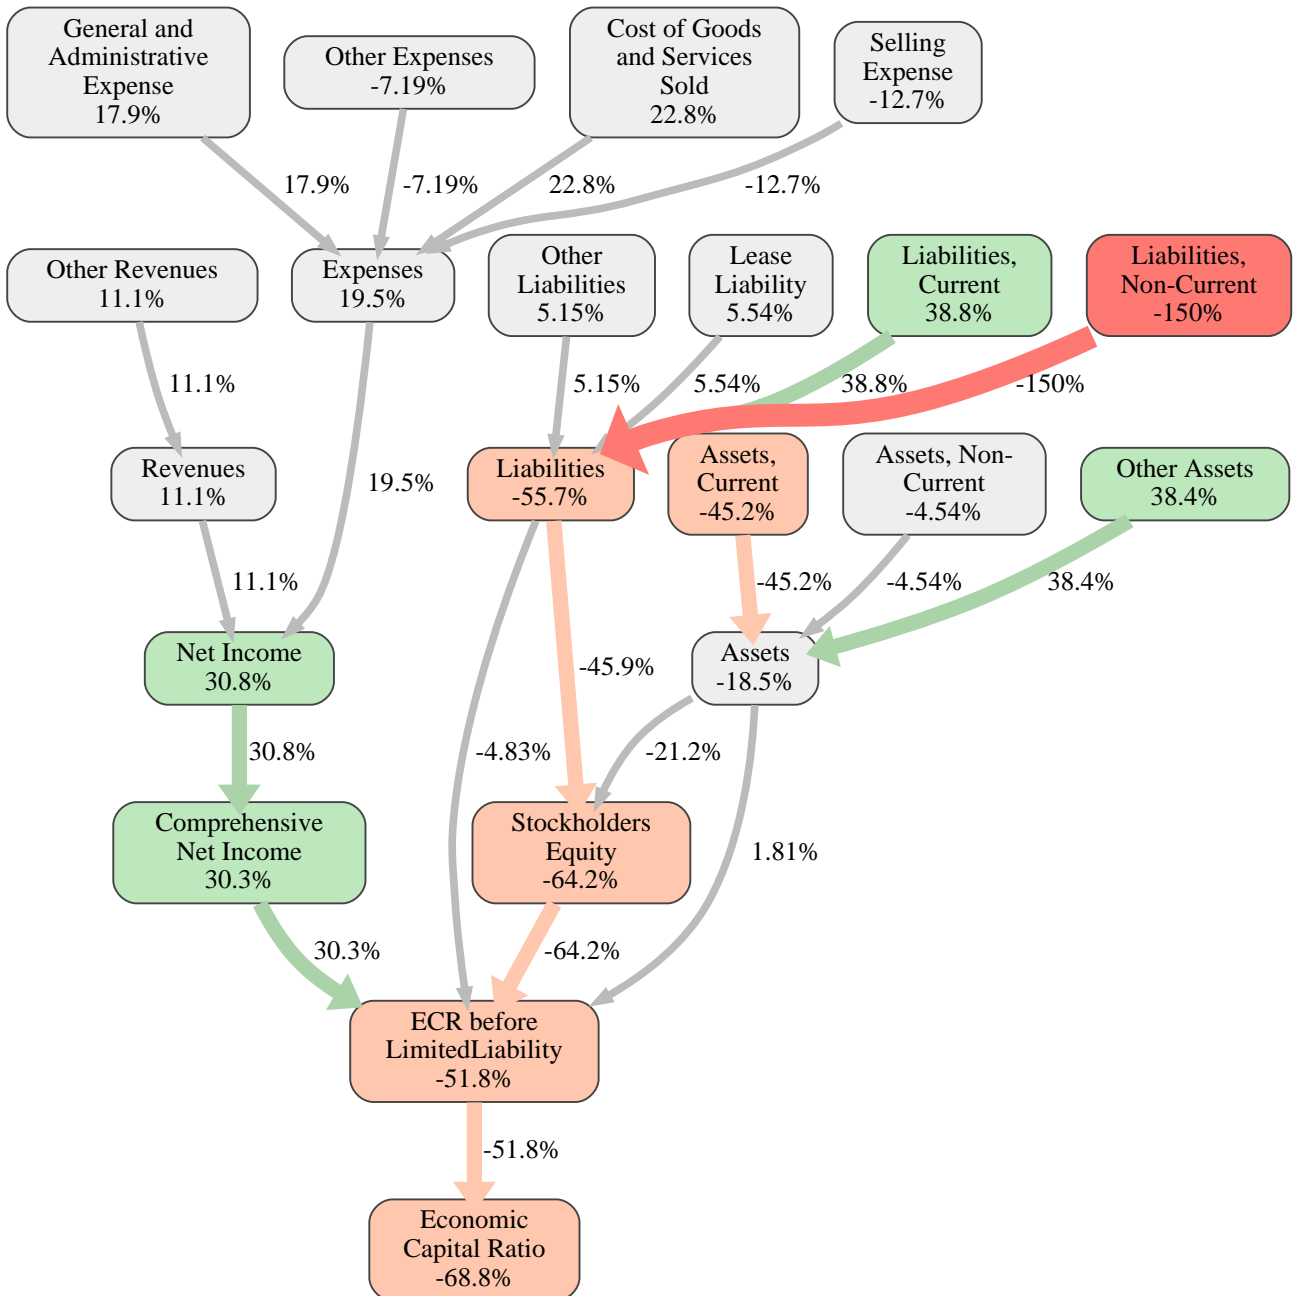 General and
Administrative
Expense
17.9%
Other Expenses
-7.19%
Cost of Goods
and Services
Sold
22.8%
Selling
Expense
-12.7%
17.9%
-7.19%
22.8%
-12.7%
Other Revenues
11.1%
Expenses
19.5%
Other
Liabilities
5.15%
Lease
Liability
5.54%
Liabilities,
Current
38.8%
Liabilities,
Non-Current
-150%
11.1%
5.15%
5.54%
38.8%
-150%
Revenues
11.1%
19.5%
Liabilities
-55.7%
Assets,
Current
-45.2%
Assets, Non-
Current
-4.54%
Other Assets
38.4%
11.1%
-45.2%
-4.54%
38.4%
Net Income
30.8%
-45.9%
Assets
-18.5%
30.8%
-4.83%
-21.2%
Comprehensive
Net Income
30.3%
Stockholders
Equity
-64.2%
1.81%
30.3%
-64.2%
ECR before
LimitedLiability
-51.8%
-51.8%
Economic
Capital Ratio
-68.8%